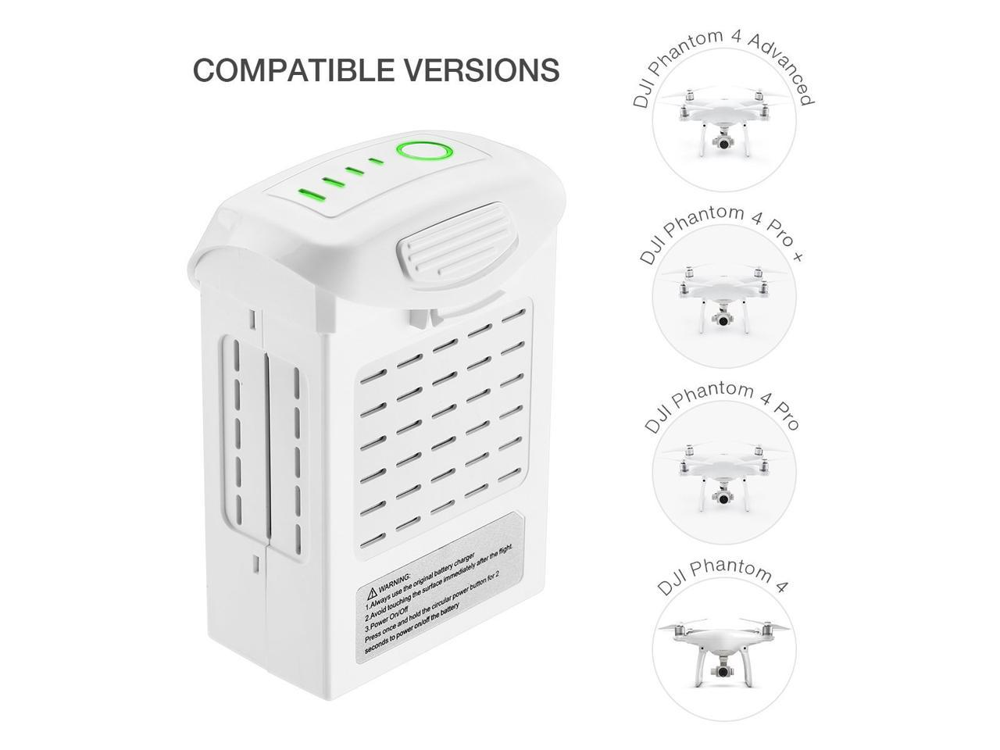 COMPATIBLE VERSIONS
DJI Phantom 4 Advanced
DJI Phantom 4 Pro +
DJI Phantom 4 Pro
DJI Phantom 4
WARNING:
1.Always use the original battery charger
2.Avoid touching the surface immediately after the flight.
3.Power On/Off
Press once and hold the circular power button for 2
seconds to power on/off the battery